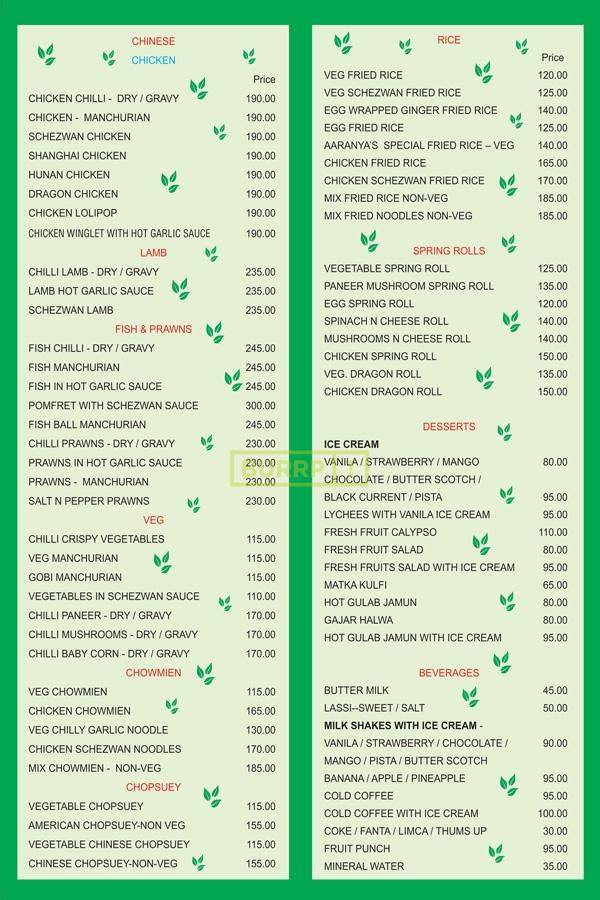 CHINESE
CHICKEN
Price
CHICKEN CHILLI - DRY / GRAVY 190.00
CHICKEN - MANCHURIAN 190.00
SCHEZWAN CHICKEN 190.00
SHANGHAI CHICKEN 190.00
HUNAN CHICKEN 190.00
DRAGON CHICKEN 190.00
CHICKEN LOLIPOP 190.00
CHICKEN WINGLET WITH HOT GARLIC SAUCE 190.00
LAMB
CHILLI LAMB - DRY / GRAVY 235.00
LAMB HOT GARLIC SAUCE 235.00
SCHEZWAN LAMB 235.00
FISH & PRAWNS
FISH CHILLI - DRY / GRAVY 245.00
FISH MANCHURIAN 245.00
FISH IN HOT GARLIC SAUCE 245.00
POMFRET WITH SCHEZWAN SAUCE 300.00
FISH BALL MANCHURIAN 245.00
CHILLI PRAWNS - DRY / GRAVY 230.00
PRAWNS IN HOT GARLIC SAUCE 230.00
PRAWNS - MANCHURIAN 230.00
SALT N PEPPER PRAWNS 230.00
VEG
CHILLI CRISPY VEGETABLES 115.00
VEG MANCHURIAN 115.00
GOBI MANCHURIAN 115.00
VEGETABLES IN SCHEZWAN SAUCE 110.00
CHILLI PANEER - DRY / GRAVY 170.00
CHILLI MUSHROOMS - DRY / GRAVY 170.00
CHILLI BABY CORN - DRY / GRAVY 170.00
CHOWMIEN
VEG CHOWMIEN 115.00
CHICKEN CHOWMIEN 165.00
VEG CHILLY GARLIC NOODLE 130.00
CHICKEN SCHEZWAN NOODLES 170.00
MIX CHOWMIEN - NON-VEG 185.00
CHOPSUEY
VEGETABLE CHOPSUEY 115.00
AMERICAN CHOPSUEY-NON VEG 155.00
VEGETABLE CHINESE CHOPSUEY 115.00
CHINESE CHOPSUEY-NON-VEG 155.00
RICE
Price
VEG FRIED RICE 120.00
VEG SCHEZWAN FRIED RICE 125.00
EGG WRAPPED GINGER FRIED RICE 140.00
EGG FRIED RICE 125.00
AARANYA'S SPECIAL FRIED RICE – VEG 140.00
CHICKEN FRIED RICE 165.00
CHICKEN SCHEZWAN FRIED RICE 170.00
MIX FRIED RICE NON-VEG 185.00
MIX FRIED NOODLES NON-VEG 185.00
SPRING ROLLS
VEGETABLE SPRING ROLL 125.00
PANEER MUSHROOM SPRING ROLL 135.00
EGG SPRING ROLL 120.00
SPINACH N CHEESE ROLL 140.00
MUSHROOMS N CHEESE ROLL 140.00
CHICKEN SPRING ROLL 150.00
VEG. DRAGON ROLL 135.00
CHICKEN DRAGON ROLL 150.00
DESSERTS
ICE CREAM
VANILA / STRAWBERRY / MANGO 80.00
CHOCOLATE / BUTTER SCOTCH /
BLACK CURRENT / PISTA 95.00
LYCHEES WITH VANILA ICE CREAM 95.00
FRESH FRUIT CALYPSO 110.00
FRESH FRUIT SALAD 80.00
FRESH FRUITS SALAD WITH ICE CREAM 95.00
MATKA KULFI 65.00
HOT GULAB JAMUN 80.00
GAJAR HALWA 80.00
HOT GULAB JAMUN WITH ICE CREAM 95.00
BEVERAGES
BUTTER MILK 45.00
LASSI--SWEET / SALT 50.00
MILK SHAKES WITH ICE CREAM -
VANILA / STRAWBERRY / CHOCOLATE / 90.00
MANGO / PISTA / BUTTER SCOTCH
BANANA / APPLE / PINEAPPLE 95.00
COLD COFFEE 95.00
COLD COFFEE WITH ICE CREAM 100.00
COKE / FANTA / LIMCA / THUMS UP 30.00
FRUIT PUNCH 95.00
MINERAL WATER 35.00